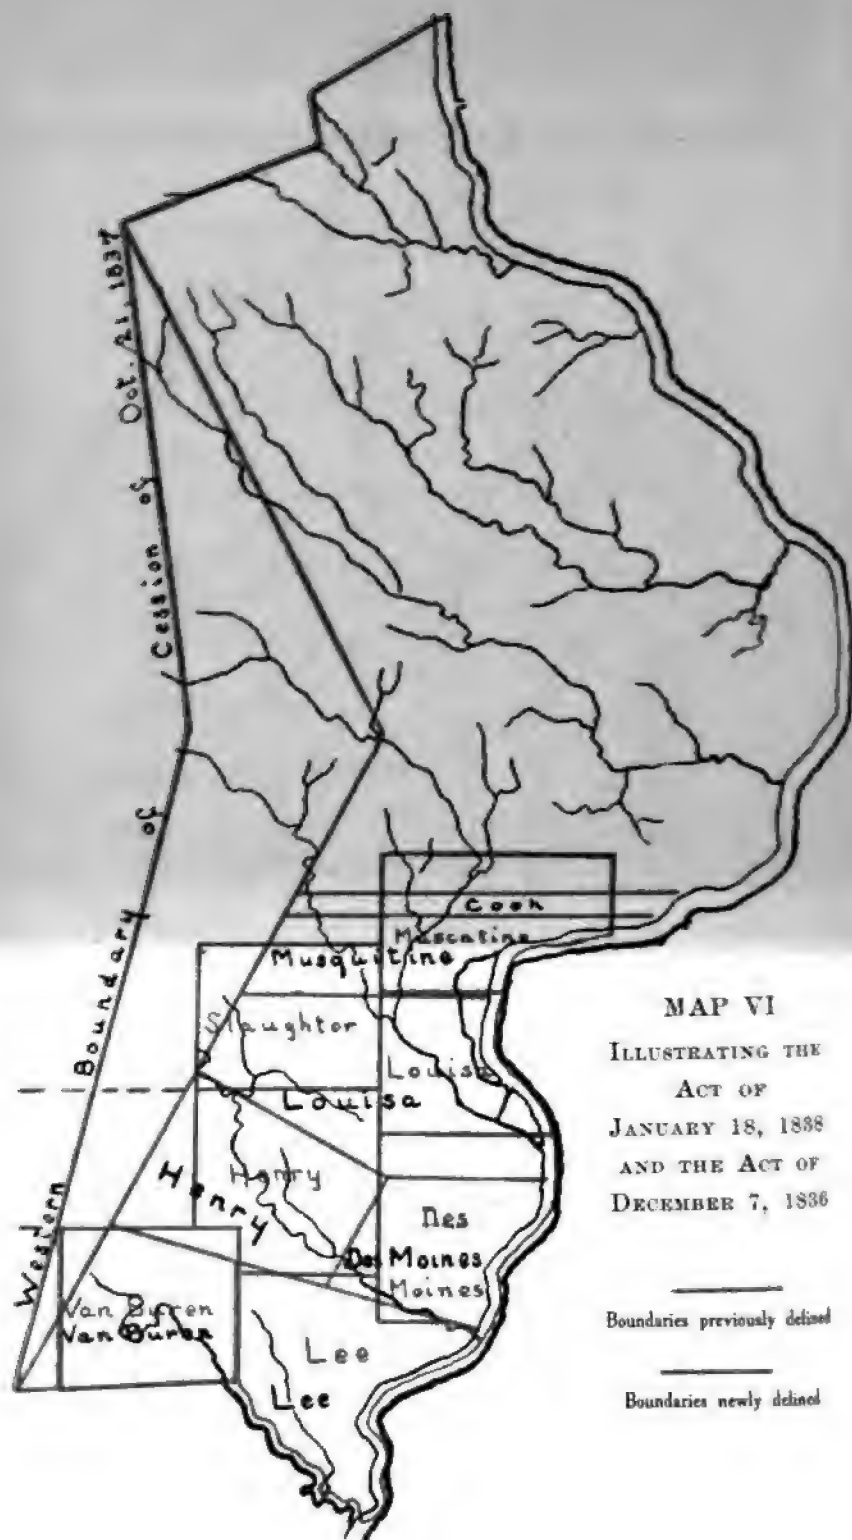 Western Boundary of Cession of Oct. 21, 1837
Cook
Muscatine
Musquitine
Slaughter
Louisa
Louisa
Henry
Henry
Des
Des Moines
Moines
Van Buren
Van Buren
Lee
Lee
MAP VI
ILLUSTRATING THE
ACT OF
JANUARY 18, 1838
AND THE ACT OF
DECEMBER 7, 1836
Boundaries previously defined
Boundaries newly defined